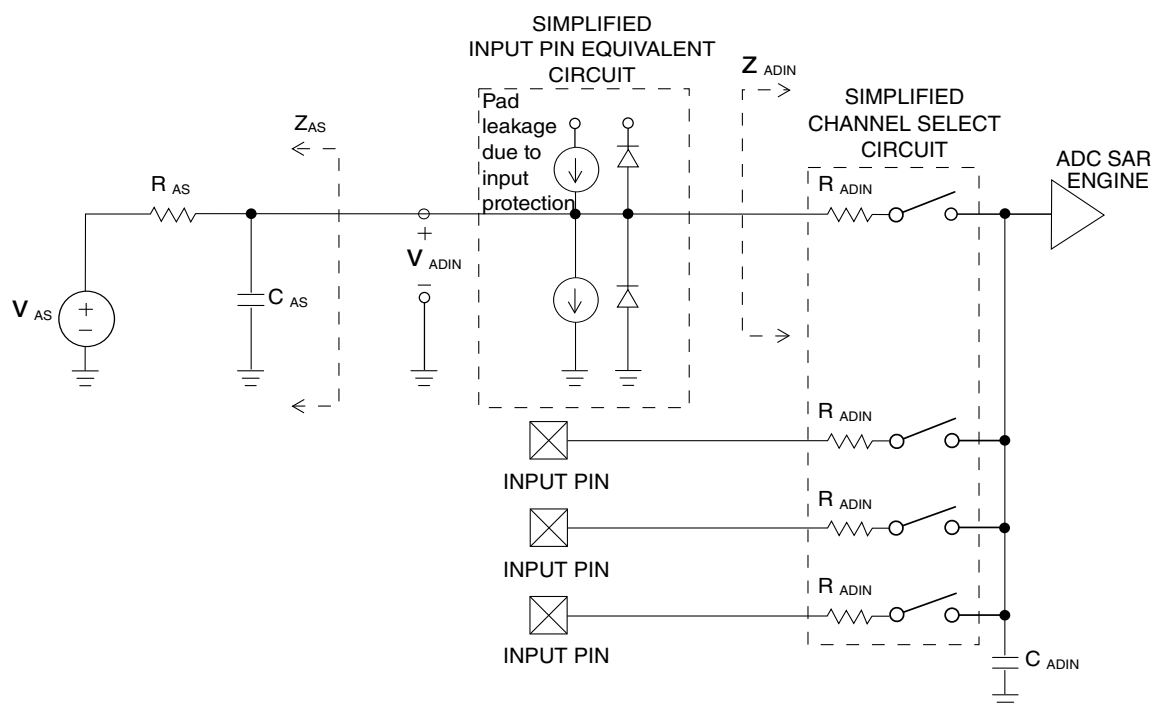 SIMPLIFIED
INPUT PIN EQUIVALENT
CIRCUIT
Pad
leakage
due to
input
protection
Z ADIN
SIMPLIFIED
CHANNEL SELECT
CIRCUIT
ADC SAR
ENGINE
ZAS
R AS
R ADIN
+
V ADIN
−
C AS
V AS
+
−
R ADIN
INPUT PIN
R ADIN
INPUT PIN
R ADIN
INPUT PIN
C ADIN